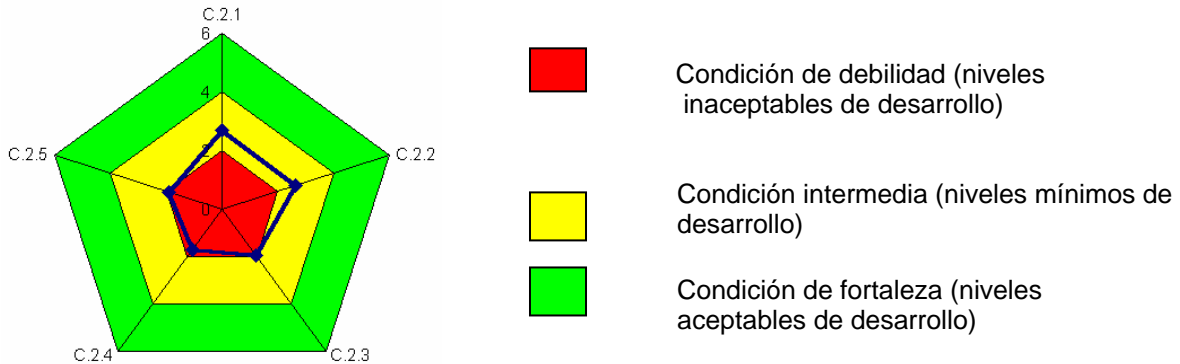 C.2.1
6
4
2
0
C.2.2
C.2.3
C.2.4
C.2.5
Condición de debilidad (niveles
inaceptables de desarrollo)
Condición intermedia (niveles mínimos de
desarrollo)
Condición de fortaleza (niveles
aceptables de desarrollo)